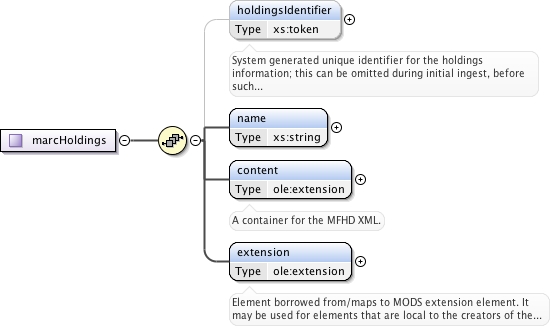 holdingsIdentifier
Type xs:token
System generated unique identifier for the holdings
information; this can be omitted during initial ingest, before
such...
name
Type xs:string
marcHoldings
content
Type ole:extension
A container for the MFHD XML.
extension
Type ole:extension
Element borrowed from/maps to MODS extension element. It
may be used for elements that are local to the creators of the...